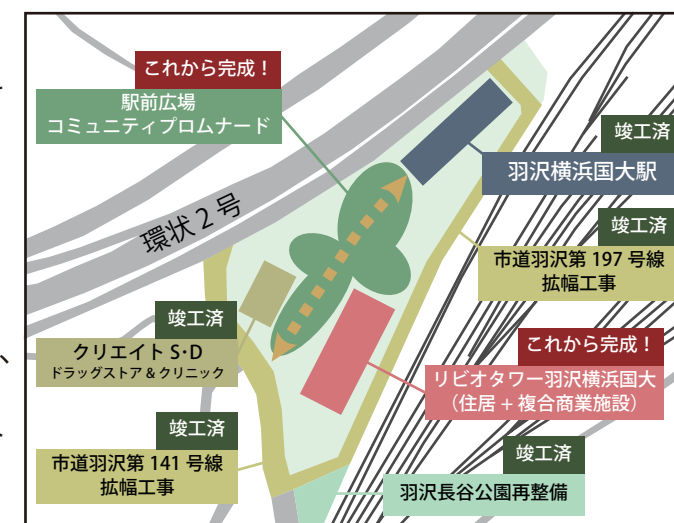 これから完成！
駅前広場
コミュニティプロムナード
竣工済
羽沢横浜国大駅
環状２号
竣工済
市道羽沢第 197 号線
拡幅工事
竣工済
クリエイト S・D
ドラッグストア & クリニック
これから完成！
リビオタワー羽沢横浜国大
（住居 + 複合商業施設）
竣工済
市道羽沢第 141 号線
拡幅工事
竣工済
羽沢長谷公園再整備
、